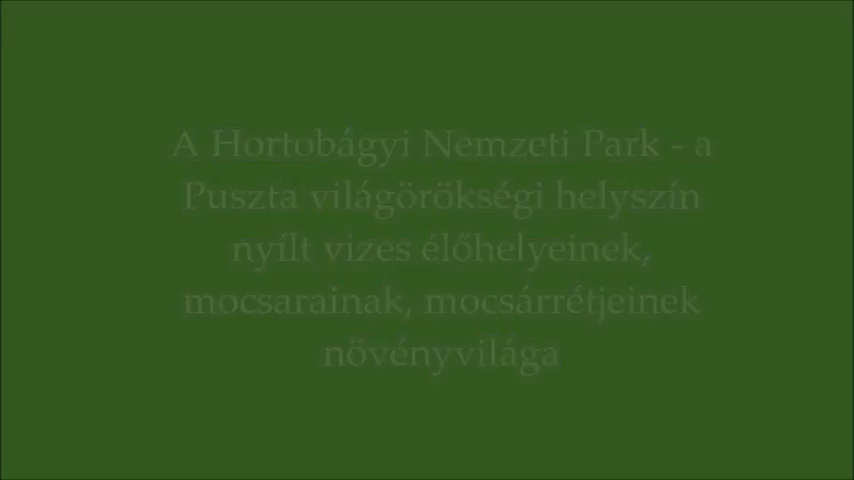 A Hortobágyi Nemzeti Park - a
Puszta világörökségi helyszín
nyílt vizes élőhelyeinek,
mocsarainak, mocsárrétjeinek
növényvilága